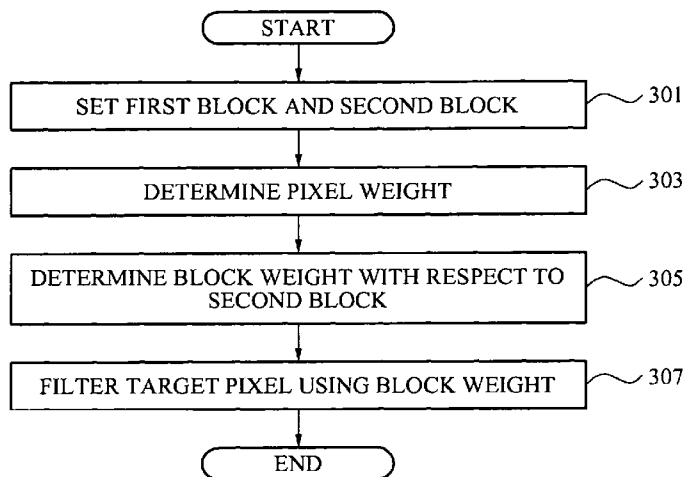 START
SET FIRST BLOCK AND SECOND BLOCK
301
DETERMINE PIXEL WEIGHT
303
DETERMINE BLOCK WEIGHT WITH RESPECT TO
SECOND BLOCK
305
FILTER TARGET PIXEL USING BLOCK WEIGHT
307
END